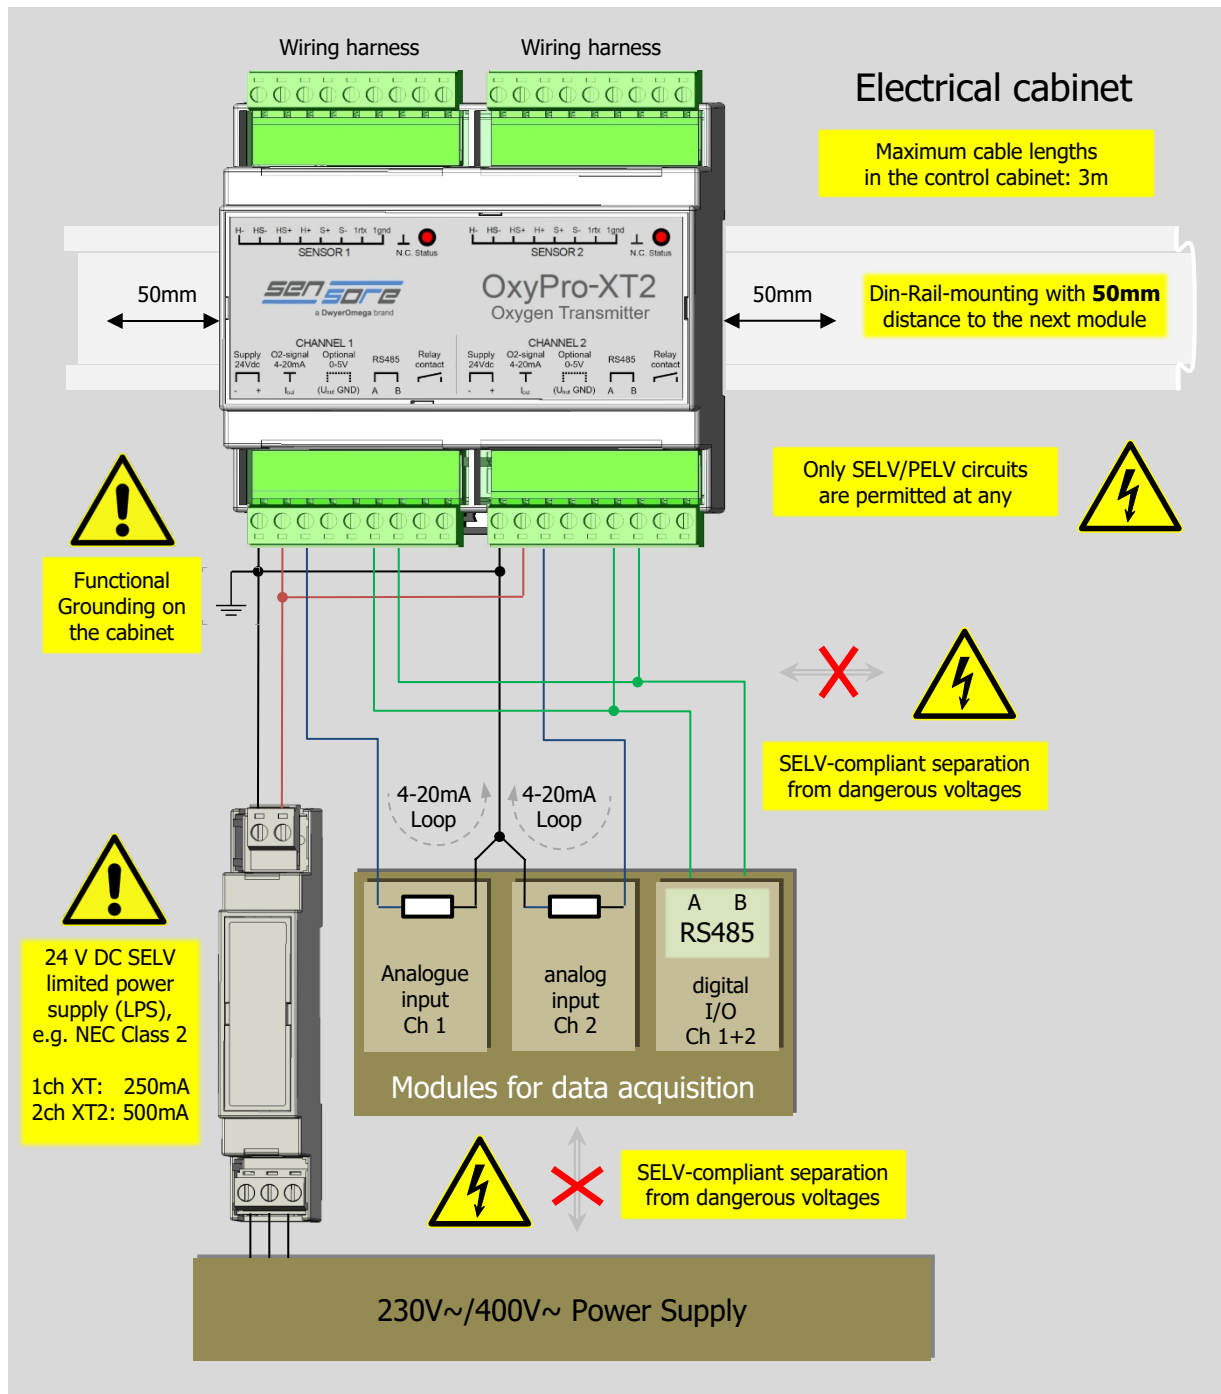 Wiring harness
Wiring harness
Electrical cabinet
Maximum cable lengths
in the control cabinet: 3m
H- HS- HS+ H+ S+ S- 1rtx 1gnd
SENSOR 1
N.C. Status
H- HS- HS+ H+ S+ S- 1rtx 1gnd
SENSOR 2
N.C. Status
sensore
a DwyerOmega brand
OxyPro-XT2
Oxygen Transmitter
50mm
50mm
Din-Rail-mounting with 50mm
distance to the next module
CHANNEL 1
Supply
24Vdc
O2-signal
4-20mA
Optional
0-5V
RS485
Relay
contact
- + Iout (Uout GND) A B
CHANNEL 2
Supply
24Vdc
O2-signal
4-20mA
Optional
0-5V
RS485
Relay
contact
- + Iout (Uout GND) A B
Only SELV/PELV circuits
are permitted at any
Functional
Grounding on
the cabinet
SELV-compliant separation
from dangerous voltages
4-20mA
Loop
4-20mA
Loop
24 V DC SELV
limited power
supply (LPS),
e.g. NEC Class 2
1ch XT: 250mA
2ch XT2: 500mA
Analogue
input
Ch 1
analog
input
Ch 2
A B
RS485
digital
I/O
Ch 1+2
Modules for data acquisition
SELV-compliant separation
from dangerous voltages
230V~/400V~ Power Supply